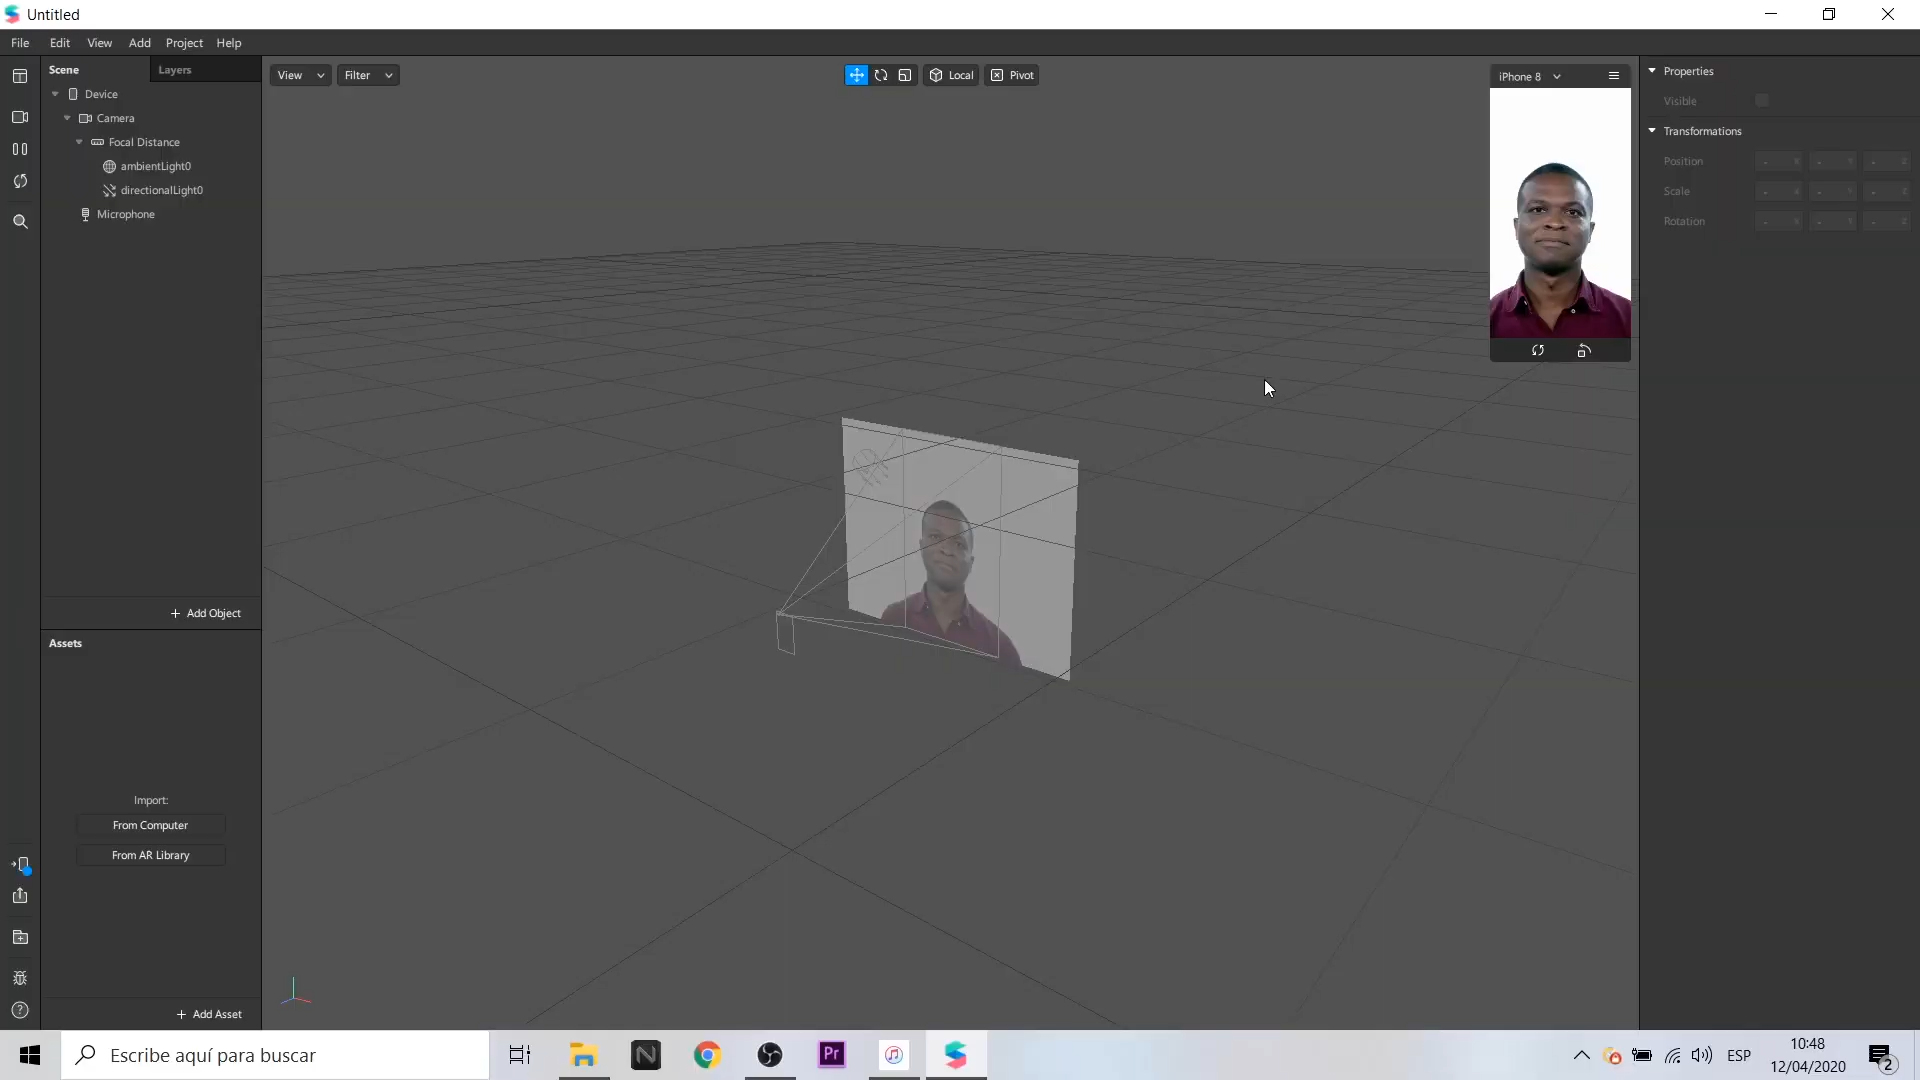 Untitled
File Edit View Add Project Help
Scene Layers
View Filter
Local Pivot
iPhone 8
Properties
Device
Visible
Camera
Transformations
Focal Distance
Position - X - Y - Z
ambientLight0
Scale - X - Y - Z
directionalLight0
Microphone
Rotation - X - Y - Z
+ Add Object
Assets
Import:
From Computer
From AR Library
+ Add Asset
Escribe aquí para buscar
Pr
ESP
10:48
12/04/2020
2